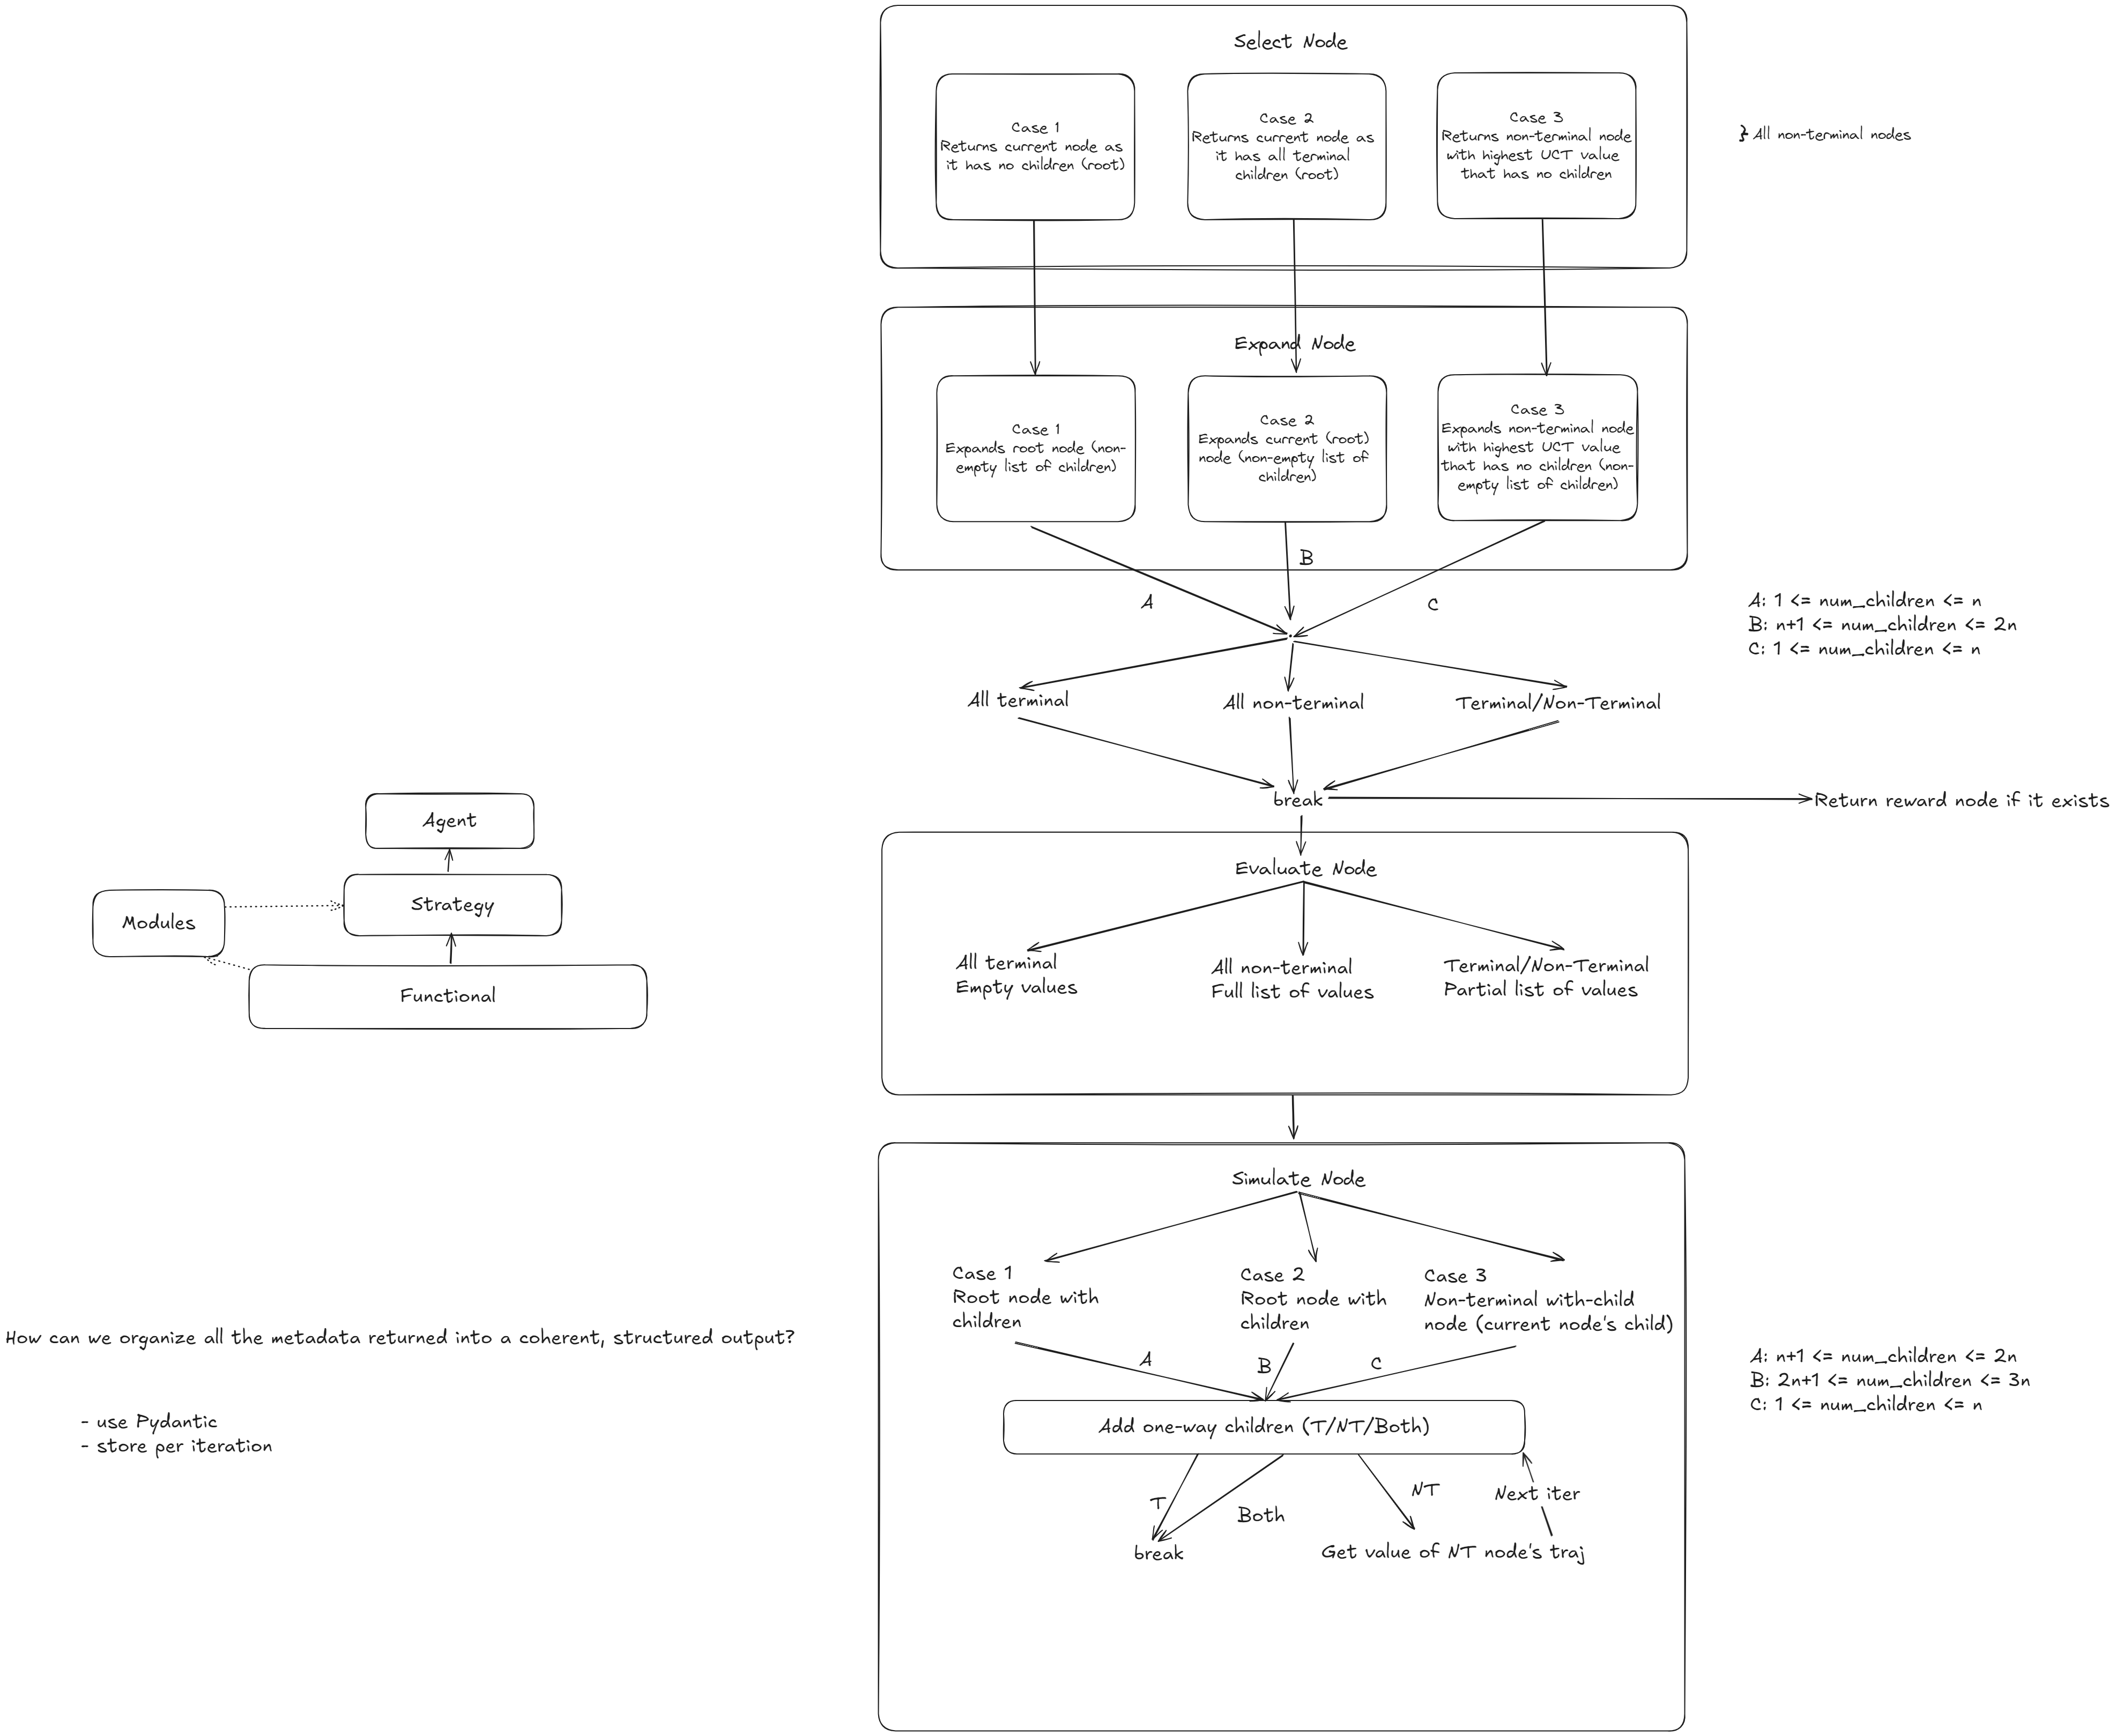 Select Node
Case 1
Returns current node as
it has no children (root)
Case 2
Returns current node as
it has all terminal
children (root)
Case 3
Returns non-terminal node
with highest UCT value
that has no children
} All non-terminal nodes
Expand Node
Case 1
Expands root node (non-
empty list of children)
Case 2
Expands current (root)
node (non-empty list of
children)
Case 3
Expands non-terminal node
with highest UCT value
that has no children (non-
empty list of children)
A
B
C
A: 1 <= num_children <= n
B: n+1 <= num_children <= 2n
C: 1 <= num_children <= n
All terminal
All non-terminal
Terminal/Non-Terminal
break
Return reward node if it exists
Agent
Strategy
Modules
Functional
Evaluate Node
All terminal
Empty values
All non-terminal
Full list of values
Terminal/Non-Terminal
Partial list of values
Simulate Node
Case 1
Root node with
children
Case 2
Root node with
children
Case 3
Non-terminal with-child
node (current node's child)
A
B
C
How can we organize all the metadata returned into a coherent, structured output?
- use Pydantic
- store per iteration
A: n+1 <= num_children <= 2n
B: 2n+1 <= num_children <= 3n
C: 1 <= num_children <= n
Add one-way children (T/NT/Both)
T
Both
NT
Next iter
break
Get value of NT node's traj